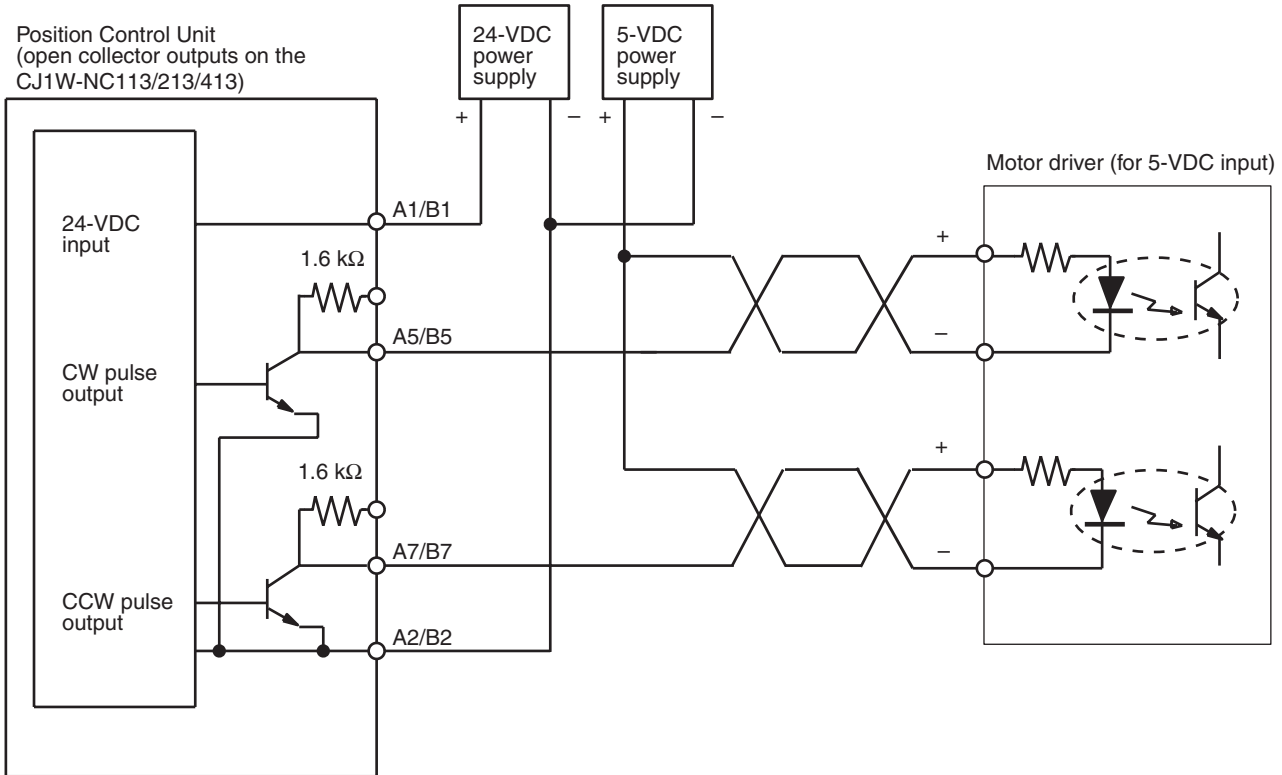 Position Control Unit
(open collector outputs on the
CJ1W-NC113/213/413)
24-VDC
power
supply
5-VDC
power
supply
+
–
+
–
Motor driver (for 5-VDC input)
24-VDC
input
A1/B1
1.6 kΩ
+
A5/B5
–
CW pulse
output
1.6 kΩ
+
A7/B7
–
CCW pulse
output
A2/B2